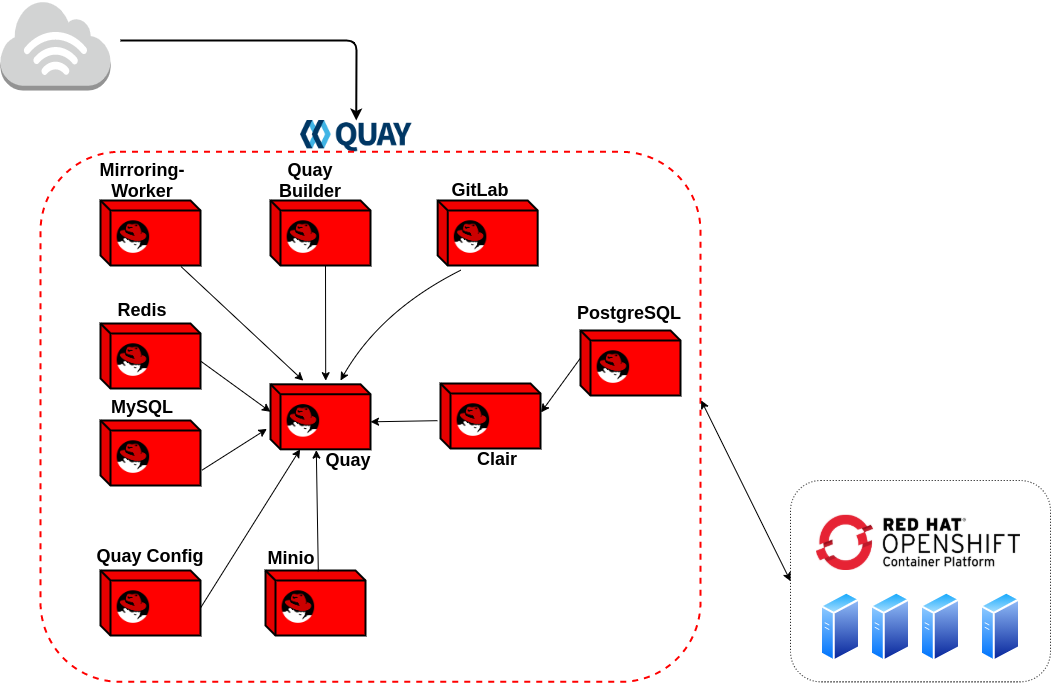 QUAY
Mirroring-
Worker
Quay
Builder
GitLab
Redis
PostgreSQL
MySQL
Quay
Clair
Quay Config
Minio
RED HAT®
OPENSHIFT
Container Platform